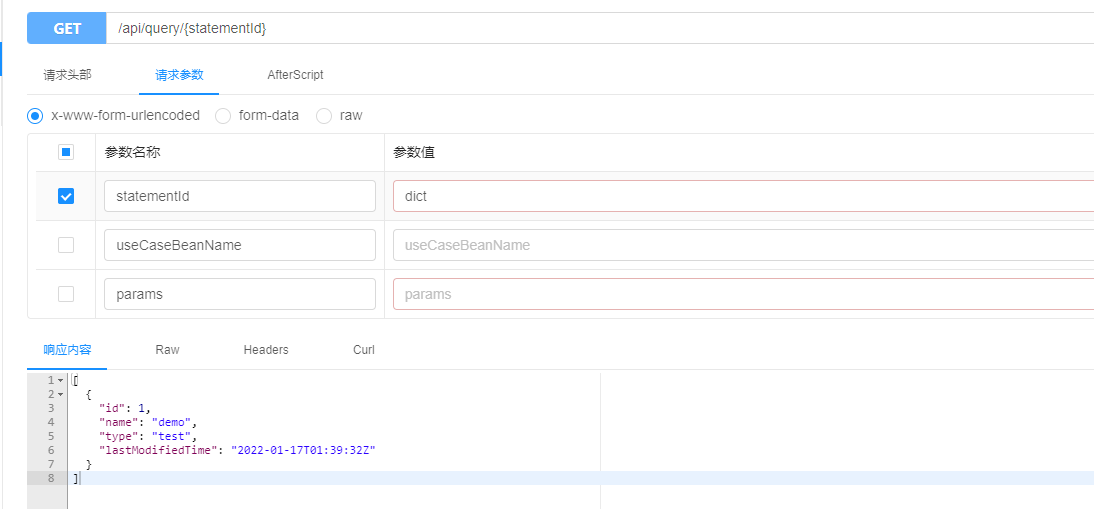 GET /api/query/{statementId}
请求头部 请求参数 AfterScript
x-www-form-urlencoded form-data raw
参数名称 参数值
statementId dict
useCaseBeanName useCaseBeanName
params params
响应内容 Raw Headers Curl
1 [
2 {
3 "id": 1,
4 "name": "demo",
5 "type": "test",
6 "lastModifiedTime": "2022-01-17T01:39:32Z"
7 }
8 ]